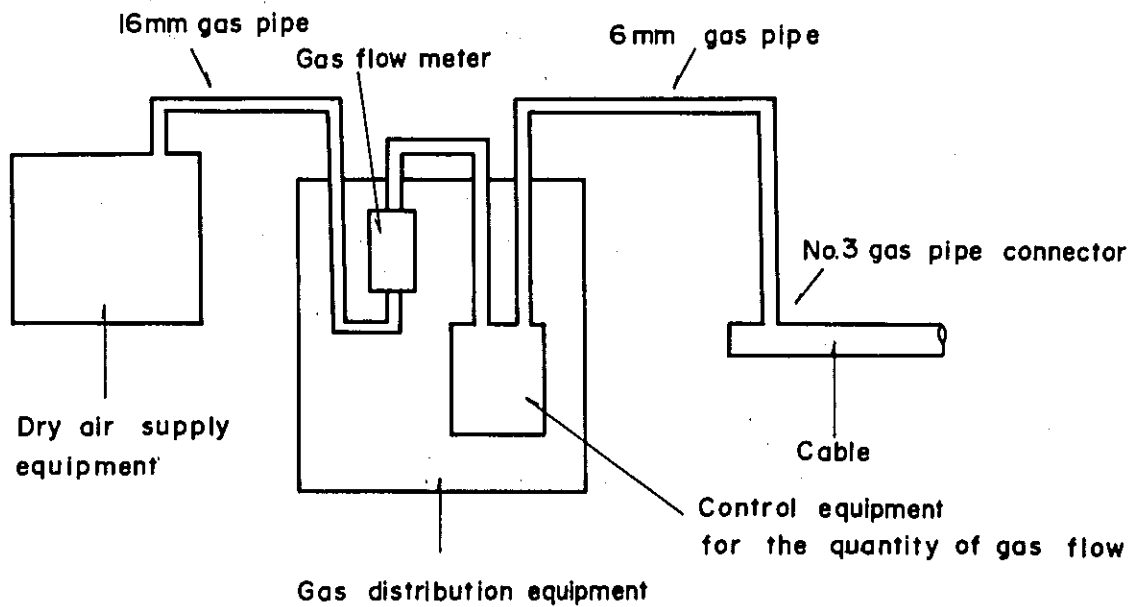 16mm gas pipe
Gas flow meter
6mm gas pipe
No.3 gas pipe connector
Dry air supply
equipment
Cable
Control equipment
for the quantity of gas flow
Gas distribution equipment